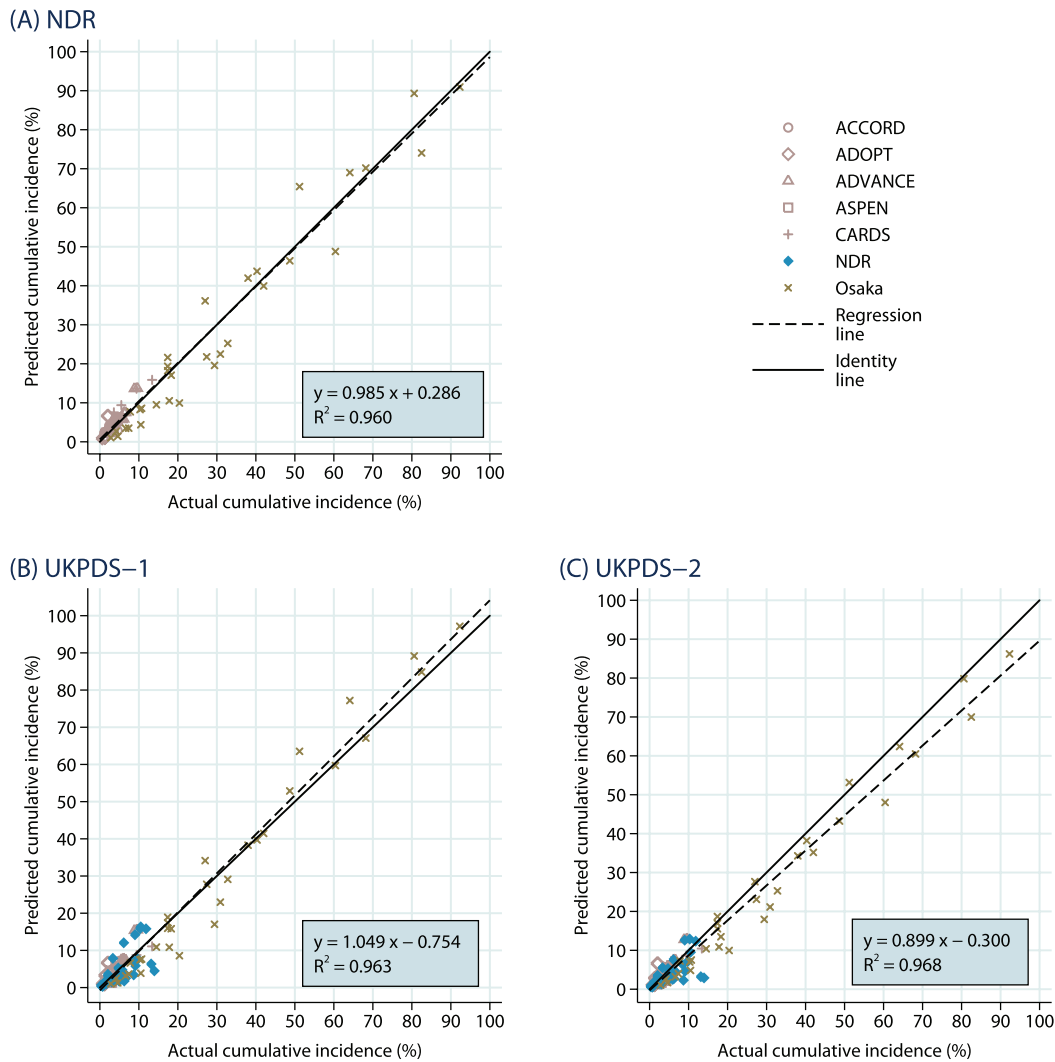 (A) NDR
100
90
80
70
60
50
40
30
20
10
0
Predicted cumulative incidence (%)
y = 0.985 x + 0.286
R² = 0.960
0 10 20 30 40 50 60 70 80 90 100
Actual cumulative incidence (%)
ACCORD
ADOPT
ADVANCE
ASPEN
CARDS
NDR
Osaka
Regression
line
Identity
line
(B) UKPDS−1
100
90
80
70
60
50
40
30
20
10
0
Predicted cumulative incidence (%)
y = 1.049 x − 0.754
R² = 0.963
0 10 20 30 40 50 60 70 80 90 100
Actual cumulative incidence (%)
(C) UKPDS−2
100
90
80
70
60
50
40
30
20
10
0
Predicted cumulative incidence (%)
y = 0.899 x − 0.300
R² = 0.968
0 10 20 30 40 50 60 70 80 90 100
Actual cumulative incidence (%)